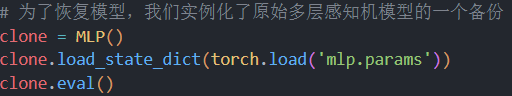 # 为了恢复模型，我们实例化了原始多层感知机模型的一个备份
clone = MLP()
clone.load_state_dict(torch.load('mlp.params'))
clone.eval()